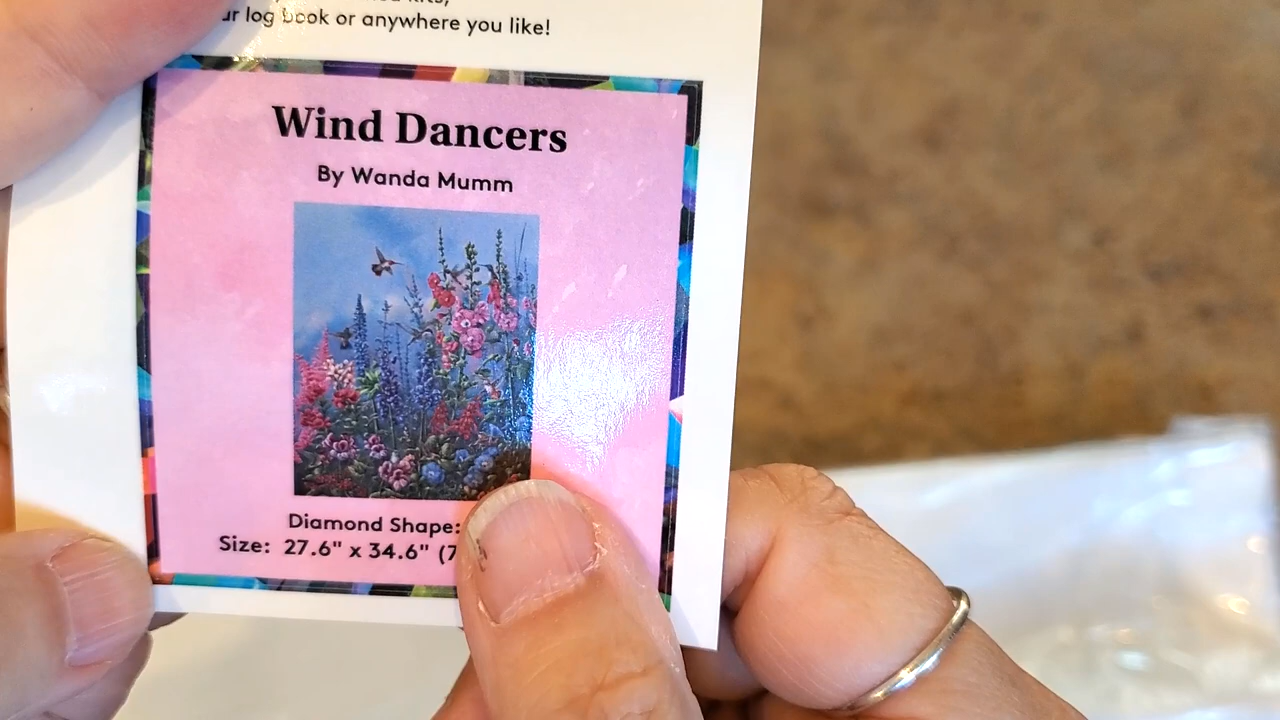 log book or anywhere you like!
Wind Dancers
By Wanda Mumm
Diamond Shape:
Size: 27.6" x 34.6" (7